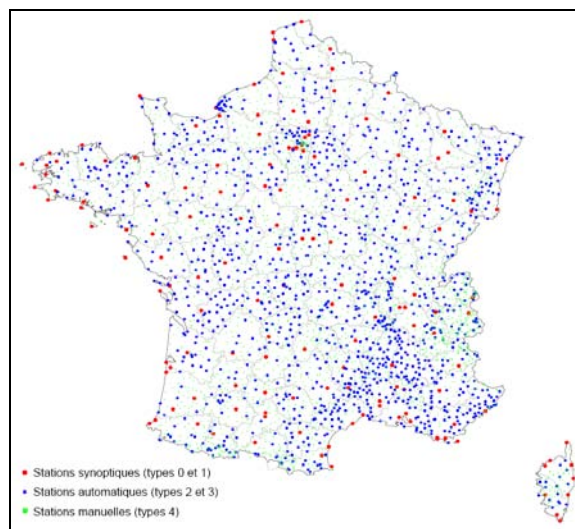 Stations synoptiques (types 0 et 1)
Stations automatiques (types 2 et 3)
Stations manuelles (types 4)